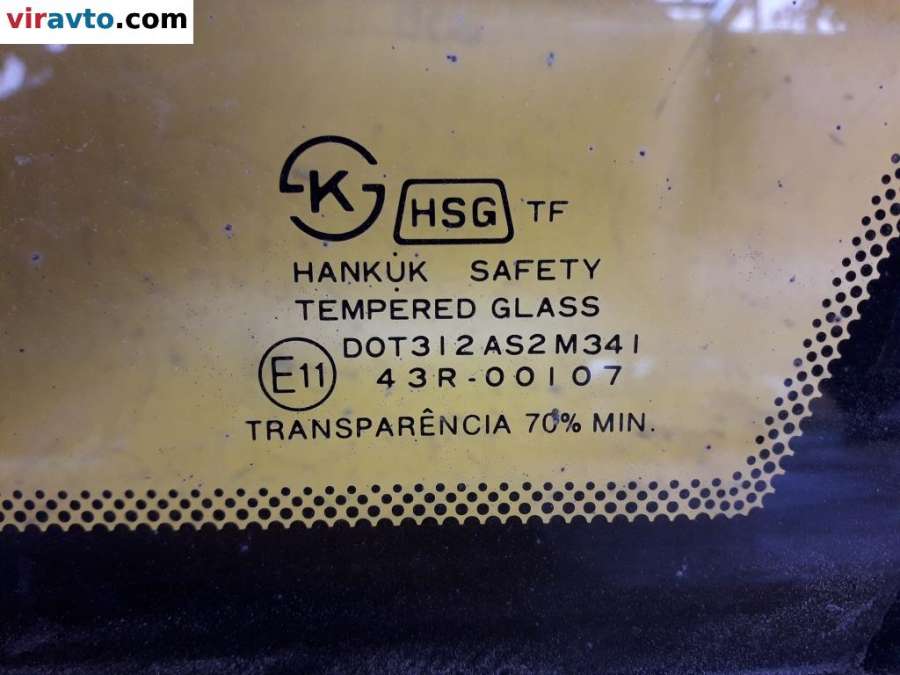 viravto.com
K HSG TF
HANKUK SAFETY
TEMPERED GLASS
DOT312 AS2 M341
E11 43R-00107
TRANSPARÊNCIA 70% MIN.